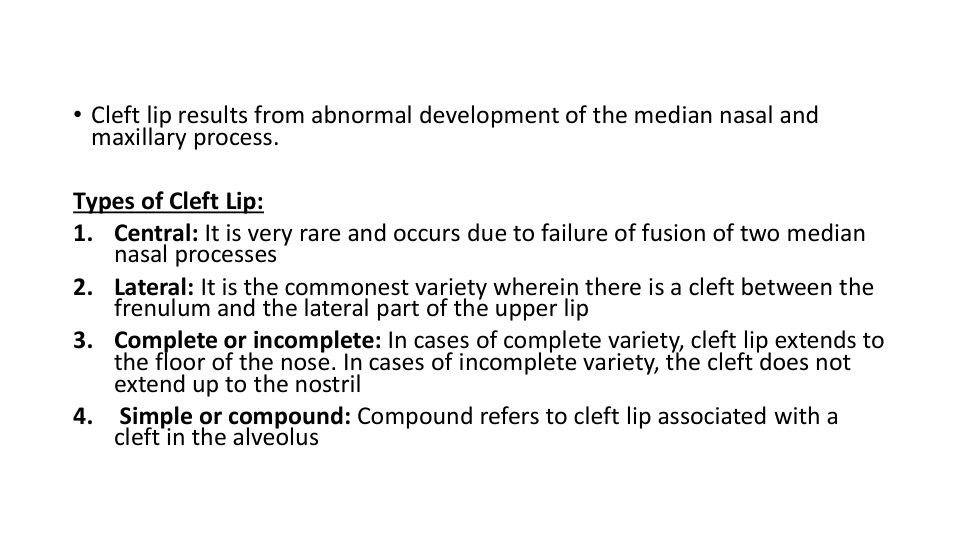 • Cleft lip results from abnormal development of the median nasal and
maxillary process.
Types of Cleft Lip:
1. Central: It is very rare and occurs due to failure of fusion of two median
nasal processes
2. Lateral: It is the commonest variety wherein there is a cleft between the
frenulum and the lateral part of the upper lip
3. Complete or incomplete: In cases of complete variety, cleft lip extends to
the floor of the nose. In cases of incomplete variety, the cleft does not
extend up to the nostril
4. Simple or compound: Compound refers to cleft lip associated with a
cleft in the alveolus